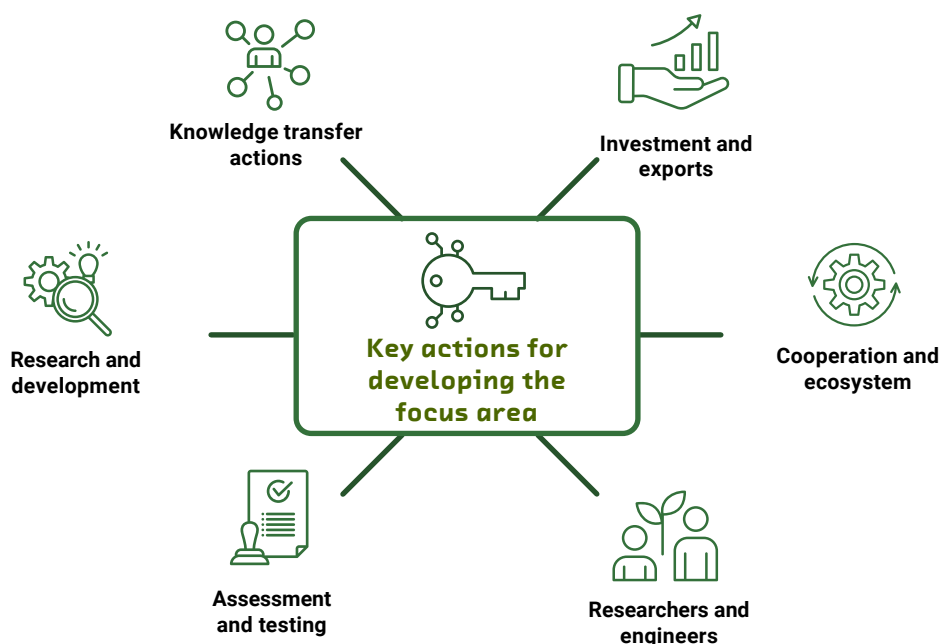 Knowledge transfer
actions
Investment and
exports
Research and
development
Key actions for
developing the
focus area
Cooperation and
ecosystem
Assessment
and testing
Researchers and
engineers